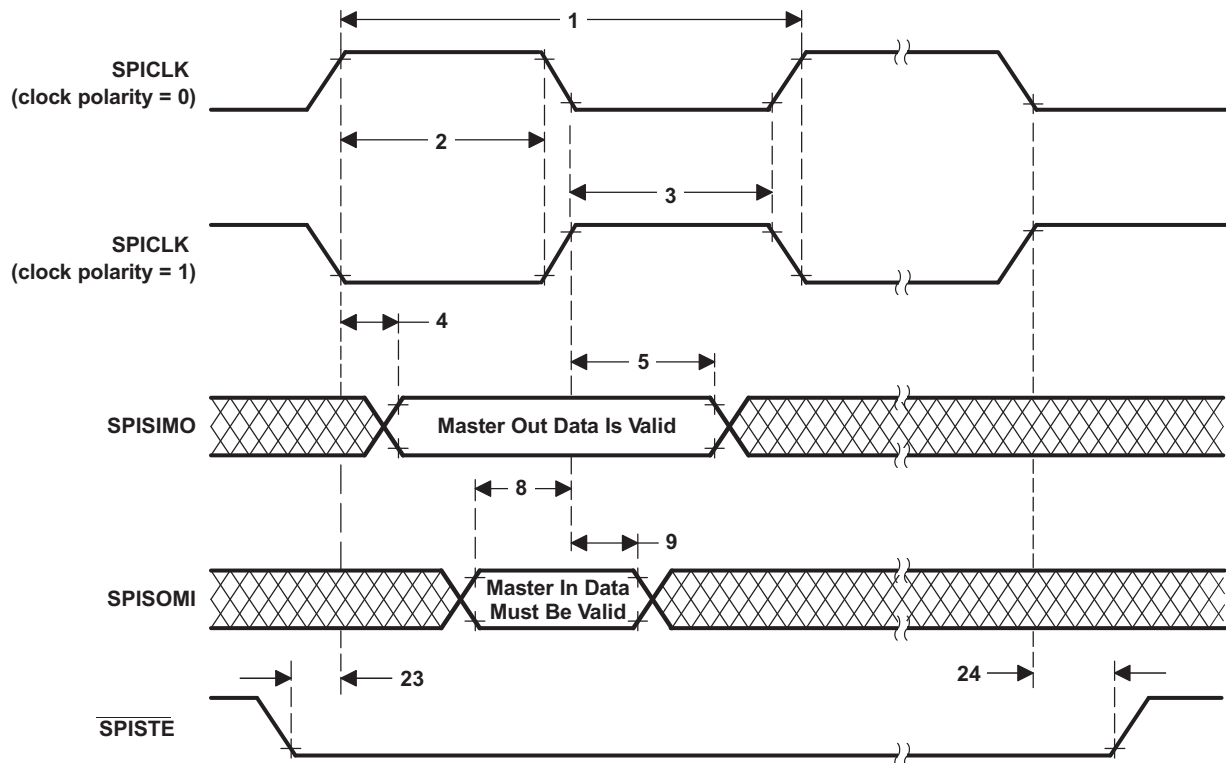 1
SPICLK
(clock polarity = 0)
2
3
SPICLK
(clock polarity = 1)
4
5
SPISIMO
Master Out Data Is Valid
8
9
SPISOMI
Master In Data
Must Be Valid
23
24
SPISTE